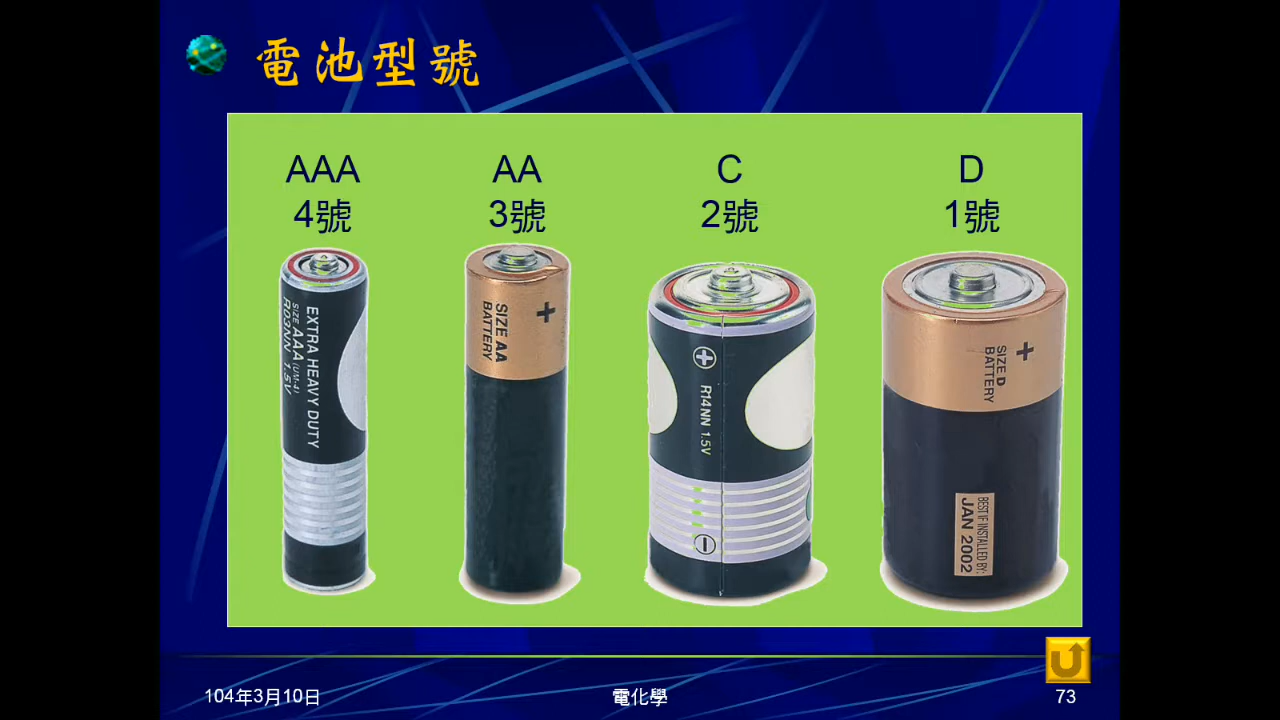 電池型號
AAA
4號
AA
3號
C
2號
D
1號
EXTRA HEAVY DUTY
SIZE AAA (UM-4)
R03NN 1.5V
+
SIZE AA
BATTERY
+
R14NN 1.5V
−
+
SIZE D
BATTERY
BEST IF INSTALLED BY:
JAN 2002
104年3月10日
電化學
73